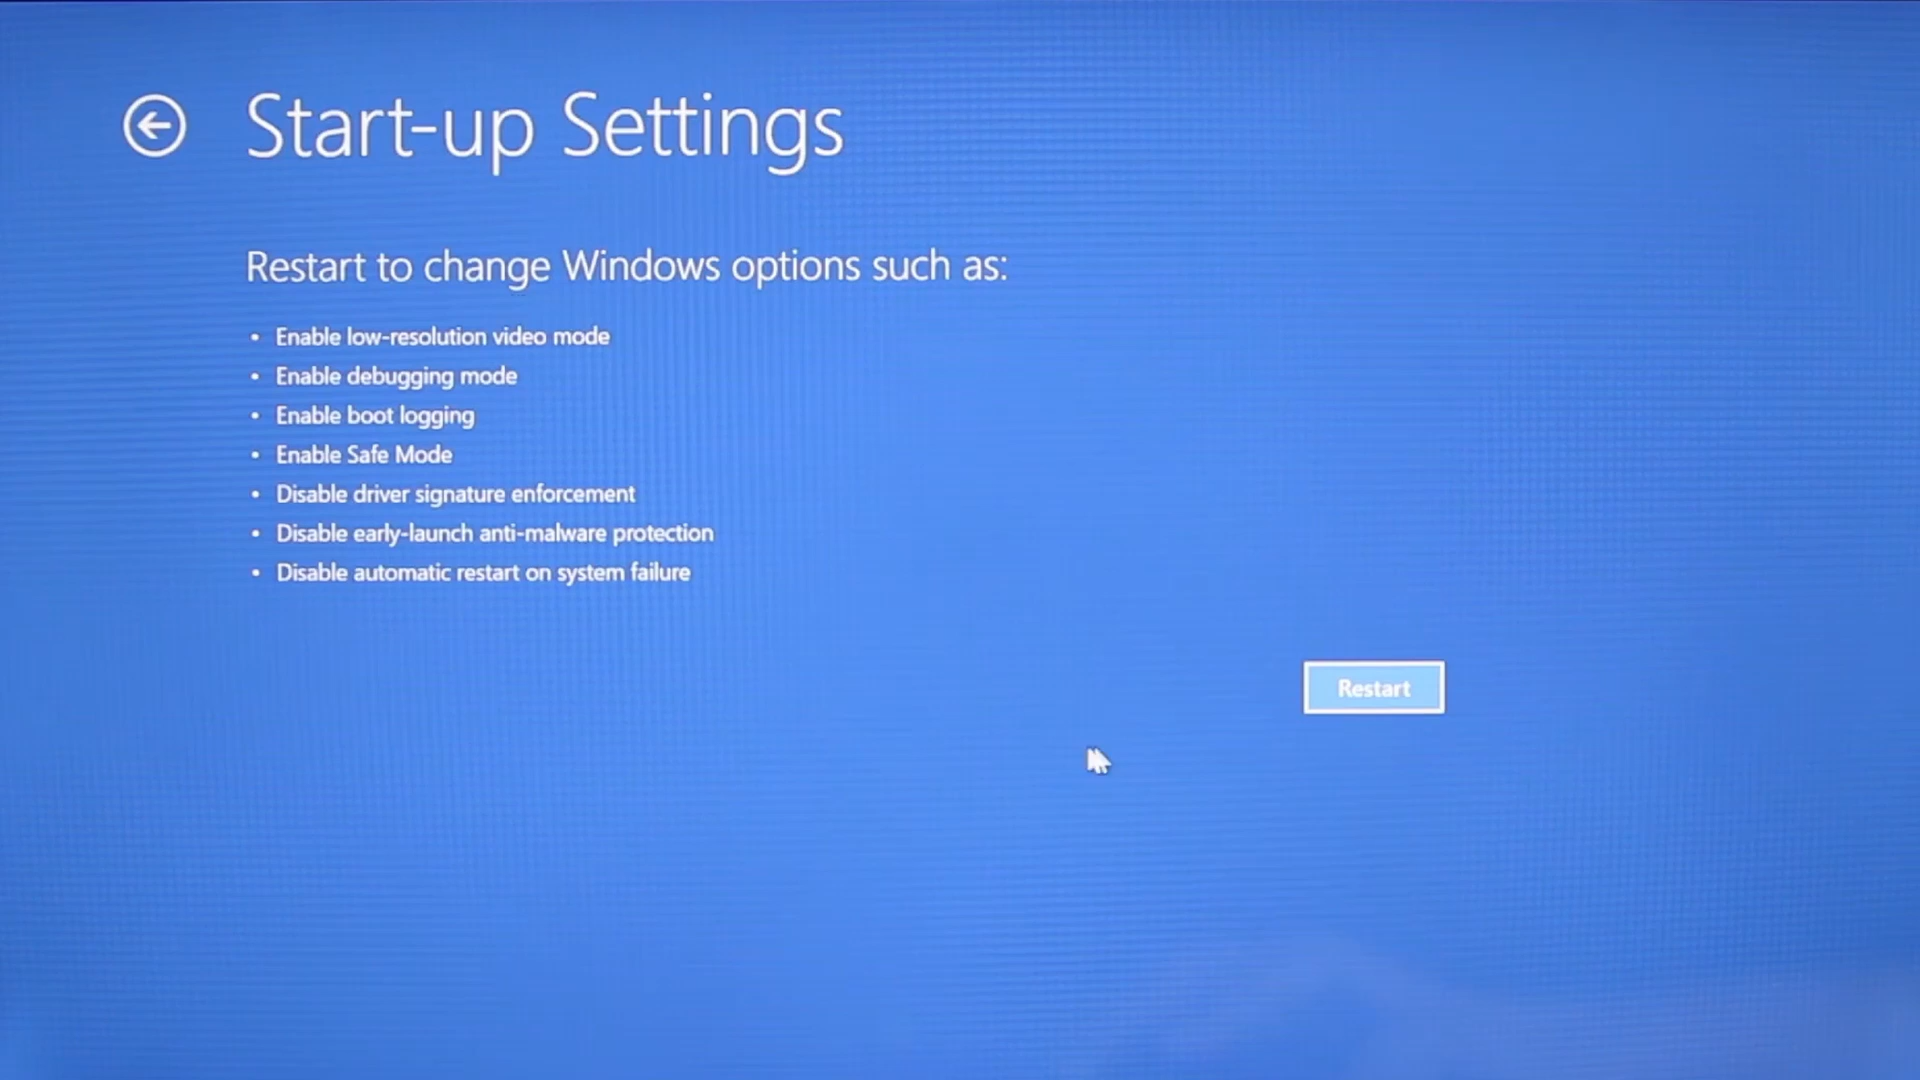 Start-up Settings
Restart to change Windows options such as:
• Enable low-resolution video mode
• Enable debugging mode
• Enable boot logging
• Enable Safe Mode
• Disable driver signature enforcement
• Disable early-launch anti-malware protection
• Disable automatic restart on system failure
Restart